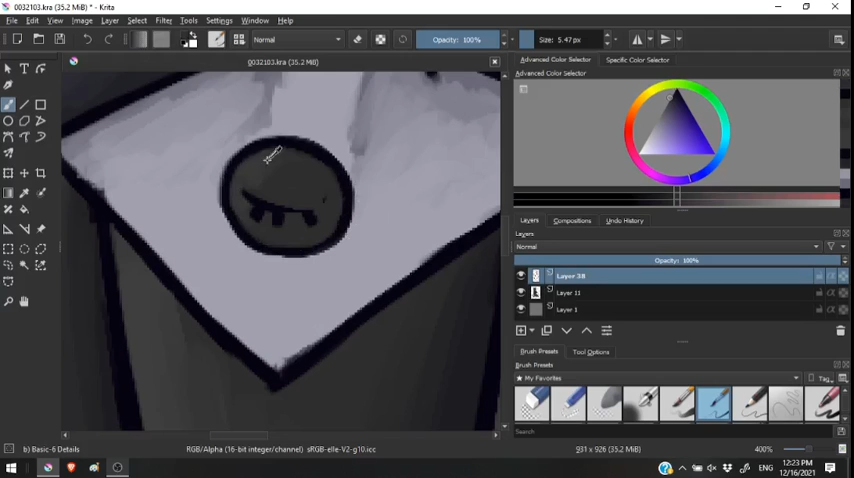 0032103.kra (35.2 MiB) * - Krita
File Edit View Image Layer Select Filter Tools Settings Window Help
Normal Opacity: 100% Size: 5.47 px
0032103.kra (35.2 MiB) *
Advanced Color Selector Specific Color Selector
Advanced Color Selector
Layers Compositions Undo History
Layers
Normal
Opacity: 100%
Layer 38
Layer 11
Layer 1
Brush Presets Tool Options
Brush Presets
★ My Favorites Tag
Search
b) Basic-6 Details RGB/Alpha (16-bit integer/channel) sRGB-elle-V2-g10.icc 931 x 926 (35.2 MiB) 400%
ENG 12:23 PM
12/16/2021